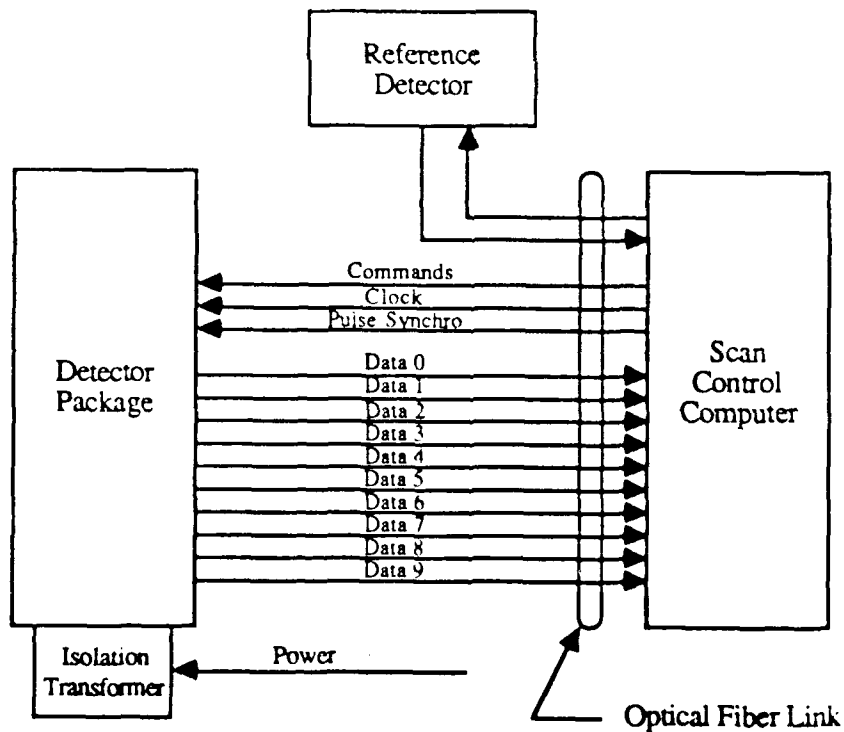 Reference
Detector
Commands
Clock
Pulse Synchro
Detector
Package
Data 0
Data 1
Data 2
Data 3
Data 4
Data 5
Data 6
Data 7
Data 8
Data 9
Scan
Control
Computer
Isolation
Transformer
Power
Optical Fiber Link